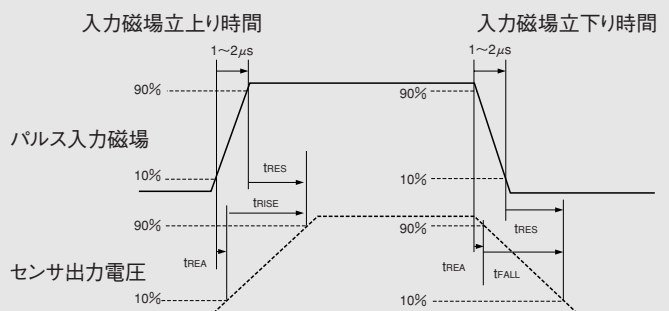 入力磁場立上り時間
入力磁場立下り時間
1～2μs
1～2μs
90%
90%
パルス入力磁場
10%
10%
tRES
tRISE
tRES
90%
90%
tREA
tREA
tFALL
センサ出力電圧
10%
10%